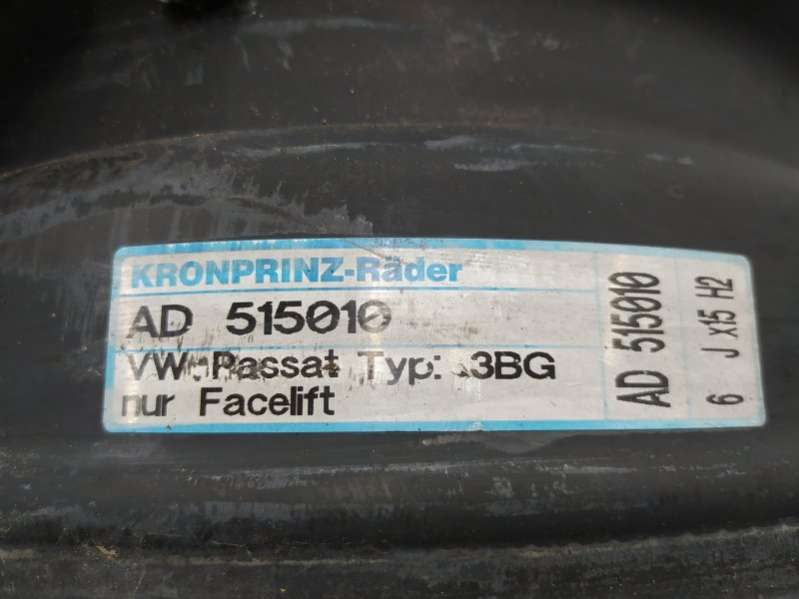 KRONPRINZ-Räder
AD 515010
VW-Passat Typ: 3BG
nur Facelift
AD 515010
6 J x15 H2